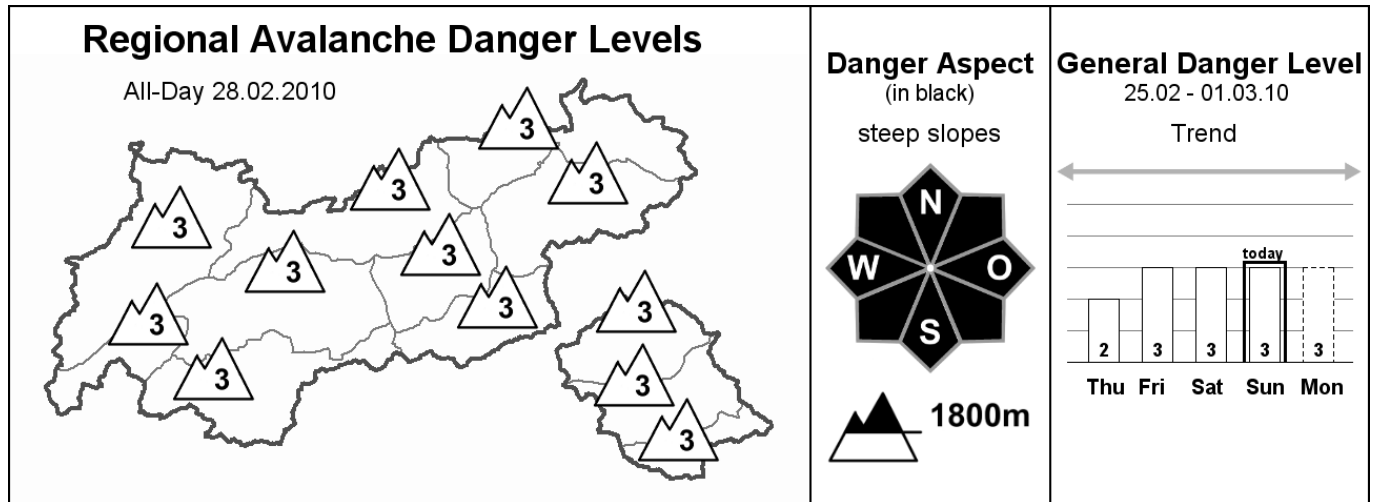 Regional Avalanche Danger Levels
All-Day 28.02.2010
3
3
3
3
3
3
3
3
3
3
3
3
Danger Aspect
(in black)
steep slopes
N
W
O
S
1800m
General Danger Level
25.02 - 01.03.10
Trend
today
2 3 3 3 3
Thu Fri Sat Sun Mon